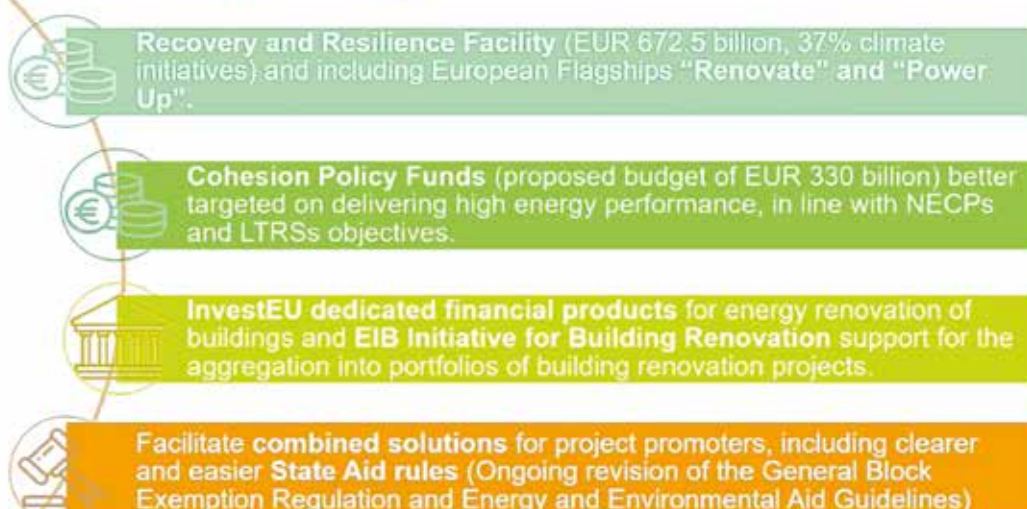 Recovery and Resilience Facility (EUR 672.5 billion, 37% climate
initiatives) and including European Flagships "Renovate" and "Power
Up".
Cohesion Policy Funds (proposed budget of EUR 330 billion) better
targeted on delivering high energy performance, in line with NECPs
and LTRSs objectives.
InvestEU dedicated financial products for energy renovation of
buildings and EIB Initiative for Building Renovation support for the
aggregation into portfolios of building renovation projects.
Facilitate combined solutions for project promoters, including clearer
and easier State Aid rules (Ongoing revision of the General Block
Exemption Regulation and Energy and Environmental Aid Guidelines)